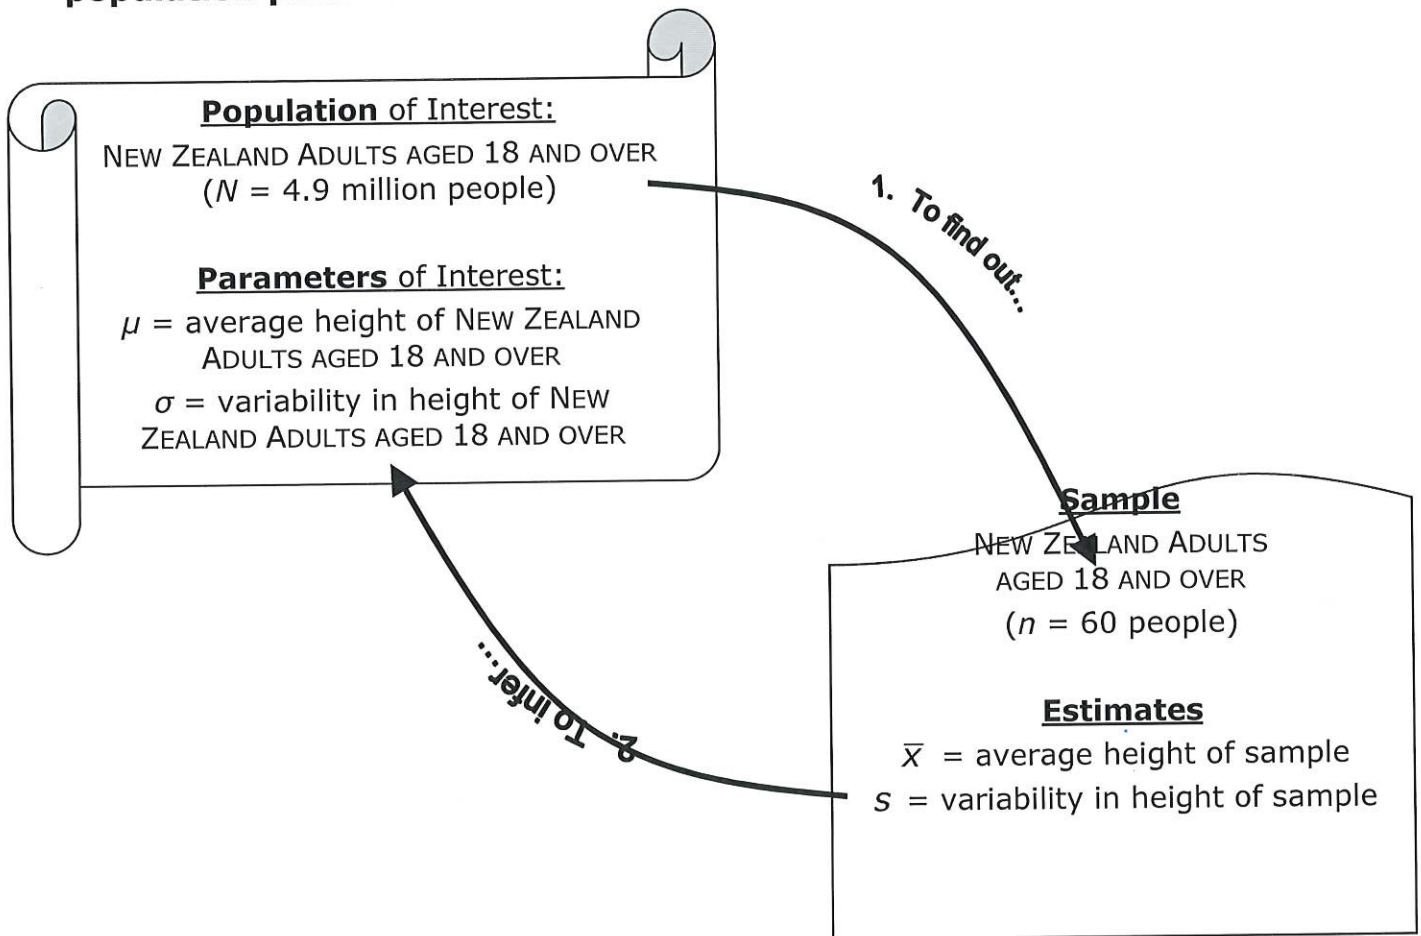 Population of Interest:
NEW ZEALAND ADULTS AGED 18 AND OVER
(N = 4.9 million people)
Parameters of Interest:
μ = average height of NEW ZEALAND
ADULTS AGED 18 AND OVER
σ = variability in height of NEW
ZEALAND ADULTS AGED 18 AND OVER
1. To find out...
Sample
NEW ZEALAND ADULTS
AGED 18 AND OVER
(n = 60 people)
Estimates
x̄ = average height of sample
s = variability in height of sample
2. To infer...